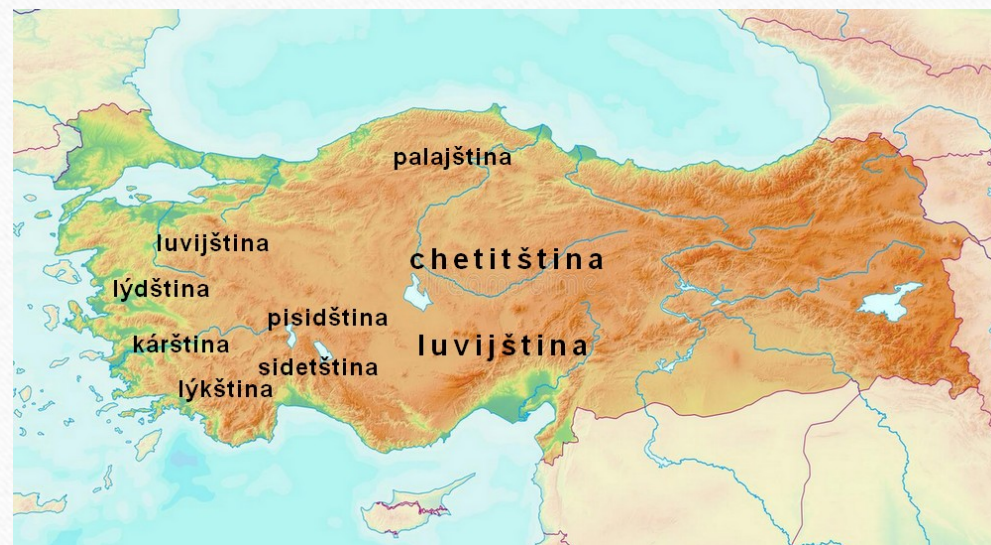 palajština
luvijština
chetitština
lýdština
pisidština
kárština
luvijština
sidetština
lýkština